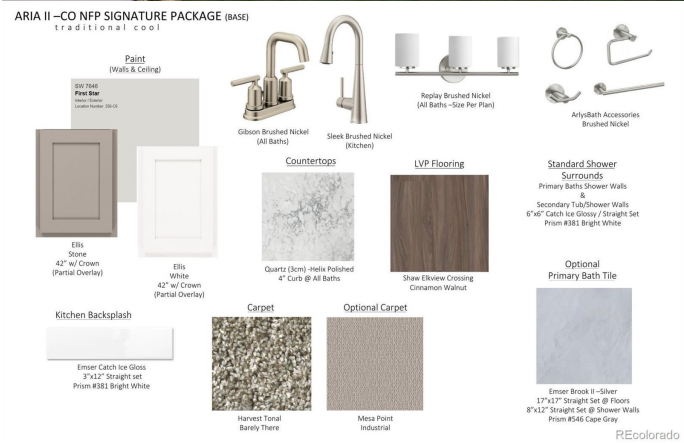 ARIA II –CO NFP SIGNATURE PACKAGE (BASE)
traditional cool
Paint
(Walls & Ceiling)
SW 7646
First Star
Interior / Exterior
Location Number: 256-C6
Ellis
Stone
42" w/ Crown
(Partial Overlay)
Ellis
White
42" w/ Crown
(Partial Overlay)
Gibson Brushed Nickel
(All Baths)
Sleek Brushed Nickel
(Kitchen)
Replay Brushed Nickel
(All Baths –Size Per Plan)
ArlysBath Accessories
Brushed Nickel
Countertops
Quartz (3cm) -Helix Polished
4" Curb @ All Baths
LVP Flooring
Shaw Elkview Crossing
Cinnamon Walnut
Standard Shower
Surrounds
Primary Baths Shower Walls
&
Secondary Tub/Shower Walls
6"x6" Catch Ice Glossy / Straight Set
Prism #381 Bright White
Kitchen Backsplash
Emser Catch Ice Gloss
3"x12" Straight set
Prism #381 Bright White
Carpet
Harvest Tonal
Barely There
Optional Carpet
Mesa Point
Industrial
Optional
Primary Bath Tile
Emser Brook II –Silver
17"x17" Straight Set @ Floors
8"x12" Straight Set @ Shower Walls
Prism #546 Cape Gray
REcolorado